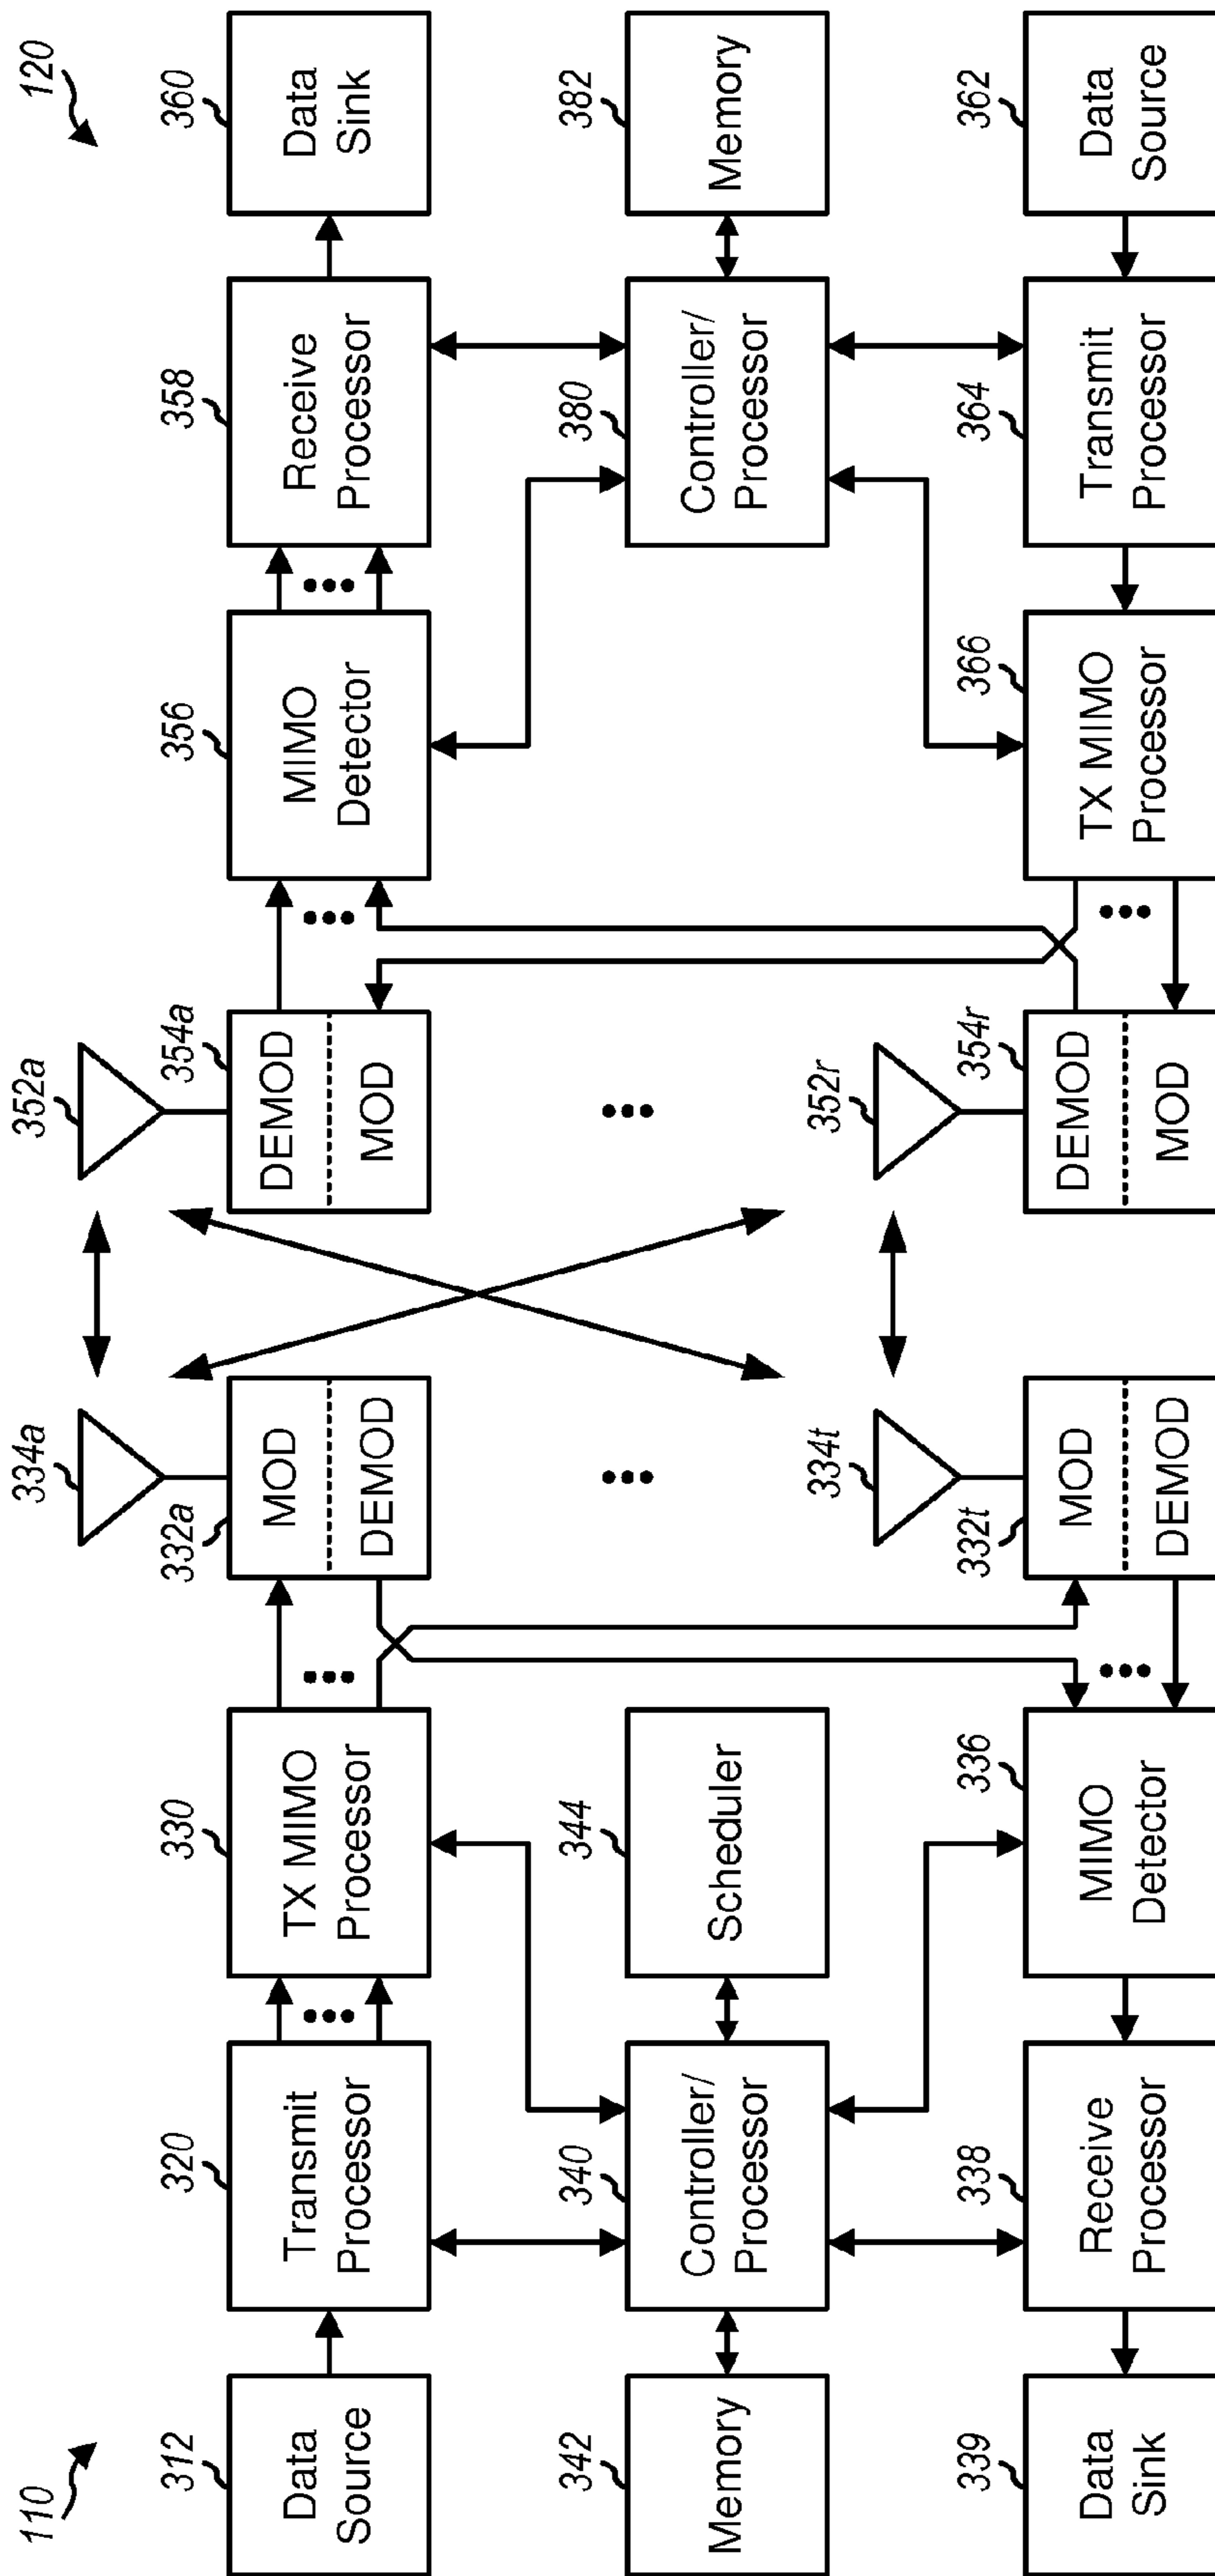 110
120
312
Data
Source
320
Transmit
Processor
330
TX MIMO
Processor
332a
MOD
DEMOD
334a
352a
354a
DEMOD
MOD
356
MIMO
Detector
358
Receive
Processor
360
Data
Sink
342
Memory
340
Controller/
Processor
344
Scheduler
380
Controller/
Processor
382
Memory
339
Data
Sink
338
Receive
Processor
336
MIMO
Detector
332t
MOD
DEMOD
334t
352r
354r
DEMOD
MOD
366
TX MIMO
Processor
364
Transmit
Processor
362
Data
Source